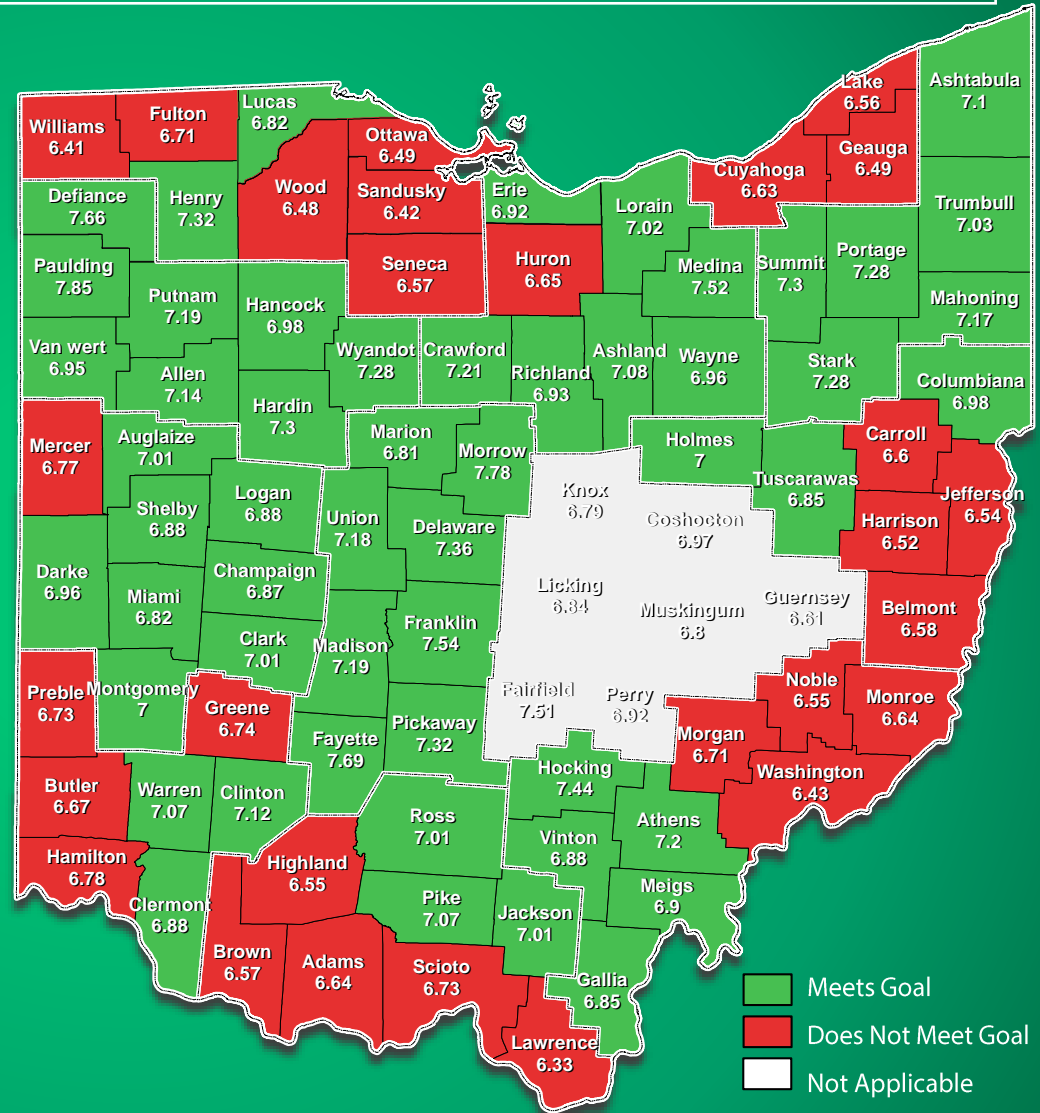 Lake
6.56
Ashtabula
7.1
Lucas
6.82
Fulton
6.71
Williams
6.41
Ottawa
6.49
Geauga
6.49
Cuyahoga
6.63
Wood
6.48
Sandusky
6.42
Erie
6.92
Defiance
7.66
Henry
7.32
Lorain
7.02
Trumbull
7.03
Portage
7.28
Seneca
6.57
Huron
6.65
Medina
7.52
Summit
7.3
Paulding
7.85
Putnam
7.19
Hancock
6.98
Mahoning
7.17
Van wert
6.95
Allen
7.14
Wyandot
7.28
Crawford
7.21
Richland
6.93
Ashland
7.08
Wayne
6.96
Stark
7.28
Columbiana
6.98
Hardin
7.3
Mercer
6.77
Auglaize
7.01
Marion
6.81
Morrow
7.78
Holmes
7
Carroll
6.6
Tuscarawas
6.85
Jefferson
6.54
Shelby
6.88
Logan
6.88
Union
7.18
Delaware
7.36
Knox
6.79
Coshocton
6.97
Harrison
6.52
Darke
6.96
Miami
6.82
Champaign
6.87
Licking
6.84
Muskingum
6.8
Guernsey
6.61
Belmont
6.58
Clark
7.01
Madison
7.19
Franklin
7.54
Preble
6.73
Montgomery
7
Greene
6.74
Fairfield
7.51
Perry
6.92
Noble
6.55
Monroe
6.64
Fayette
7.69
Pickaway
7.32
Morgan
6.71
Washington
6.43
Butler
6.67
Warren
7.07
Clinton
7.12
Hocking
7.44
Ross
7.01
Athens
7.2
Vinton
6.88
Hamilton
6.78
Highland
6.55
Clermont
6.88
Pike
7.07
Jackson
7.01
Meigs
6.9
Brown
6.57
Adams
6.64
Scioto
6.73
Gallia
6.85
Lawrence
6.33
Meets Goal
Does Not Meet Goal
Not Applicable